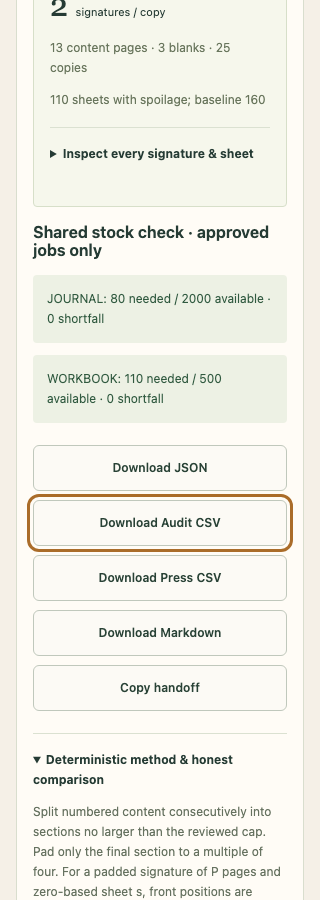 2 signatures / copy
13 content pages · 3 blanks · 25
copies
110 sheets with spoilage; baseline 160
▶ Inspect every signature & sheet
Shared stock check · approved
jobs only
JOURNAL: 80 needed / 2000 available ·
0 shortfall
WORKBOOK: 110 needed / 500
available · 0 shortfall
Download JSON
Download Audit CSV
Download Press CSV
Download Markdown
Copy handoff
▼ Deterministic method & honest
comparison
Split numbered content consecutively into
sections no larger than the reviewed cap.
Pad only the final section to a multiple of
four. For a padded signature of P pages and
zero-based sheet s, front positions are